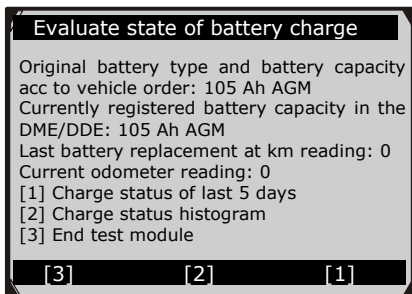 Evaluate state of battery charge
Original battery type and battery capacity
acc to vehicle order: 105 Ah AGM
Currently registered battery capacity in the
DME/DDE: 105 Ah AGM
Last battery replacement at km reading: 0
Current odometer reading: 0
[1] Charge status of last 5 days
[2] Charge status histogram
[3] End test module
[3] [2] [1]